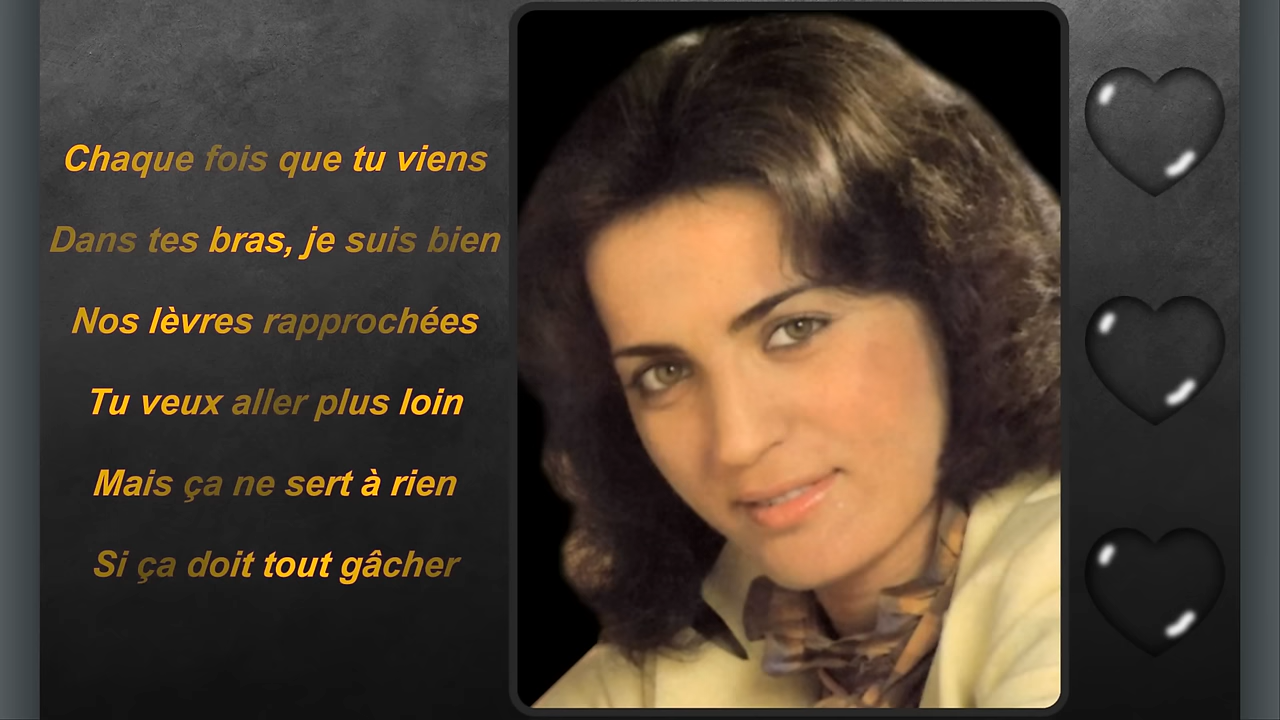 Chaque fois que tu viens
Dans tes bras, je suis bien
Nos lèvres rapprochées
Tu veux aller plus loin
Mais ça ne sert à rien
Si ça doit tout gâcher